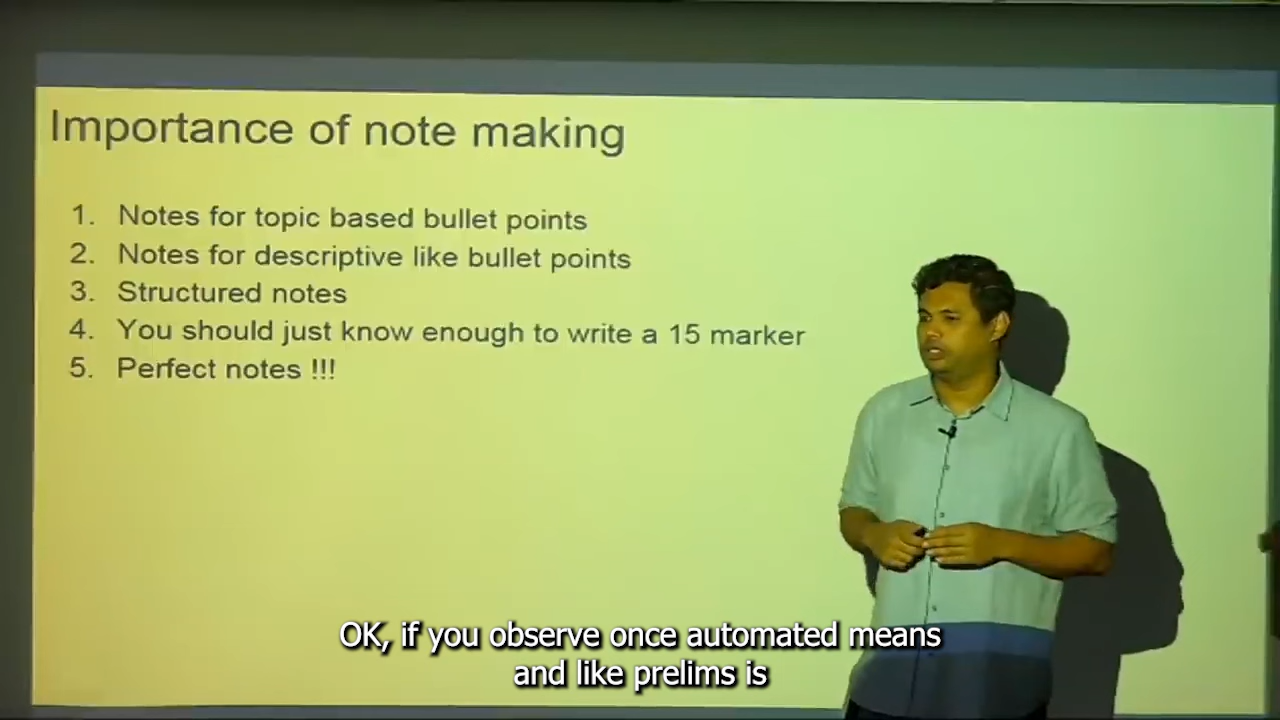 Importance of note making
1. Notes for topic based bullet points
2. Notes for descriptive like bullet points
3. Structured notes
4. You should just know enough to write a 15 marker
5. Perfect notes !!!
OK, if you observe once automated means
and like prelims is